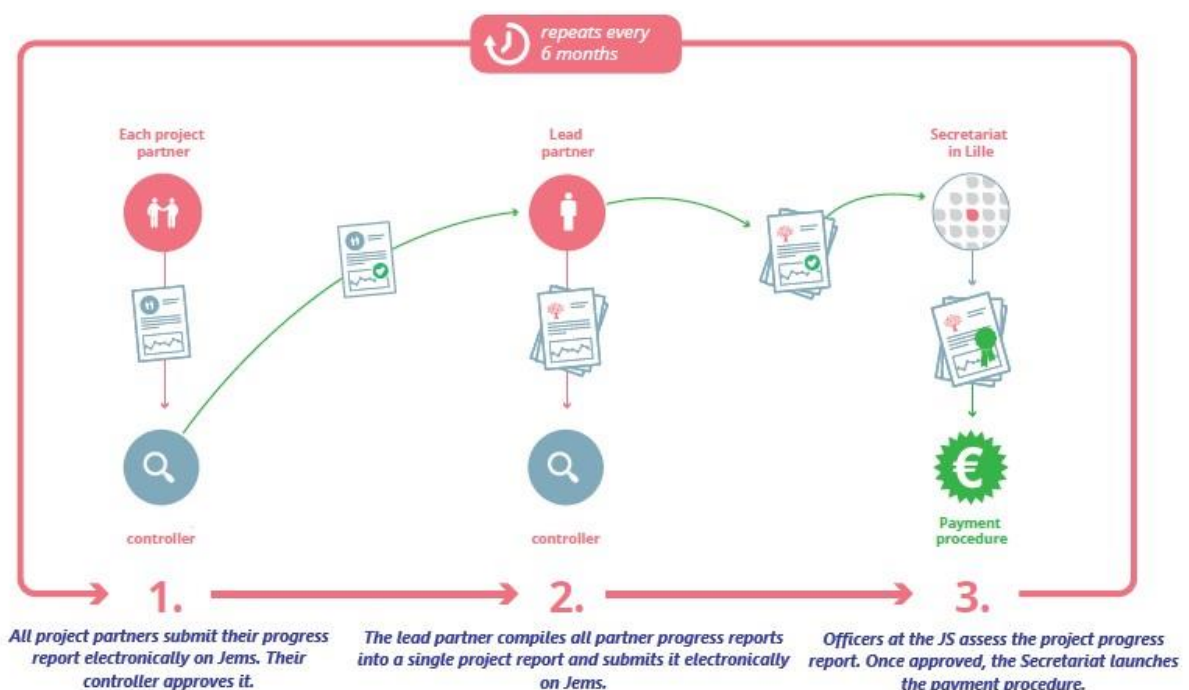 repeats every
6 months
Each project
partner
Lead
partner
Secretariat
in Lille
controller
controller
€
Payment
procedure
1.
2.
3.
All project partners submit their progress
report electronically on Jems. Their
controller approves it.
The lead partner compiles all partner progress reports
into a single project report and submits it electronically
on Jems.
Officers at the JS assess the project progress
report. Once approved, the Secretariat launches
the payment procedure.